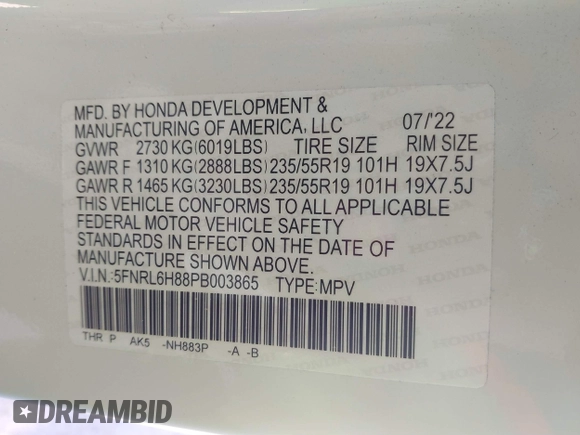 MFD. BY HONDA DEVELOPMENT &
MANUFACTURING OF AMERICA, LLC 07/'22
GVWR 2730 KG(6019LBS) TIRE SIZE RIM SIZE
GAWR F 1310 KG(2888LBS) 235/55R19 101H 19X7.5J
GAWR R 1465 KG(3230LBS) 235/55R19 101H 19X7.5J
THIS VEHICLE CONFORMS TO ALL APPLICABLE
FEDERAL MOTOR VEHICLE SAFETY
STANDARDS IN EFFECT ON THE DATE OF
MANUFACTURE SHOWN ABOVE.
V.I.N.:5FNRL6H88PB003865 TYPE:MPV
THR P AK5 -NH883P -A -B
DREAMBID